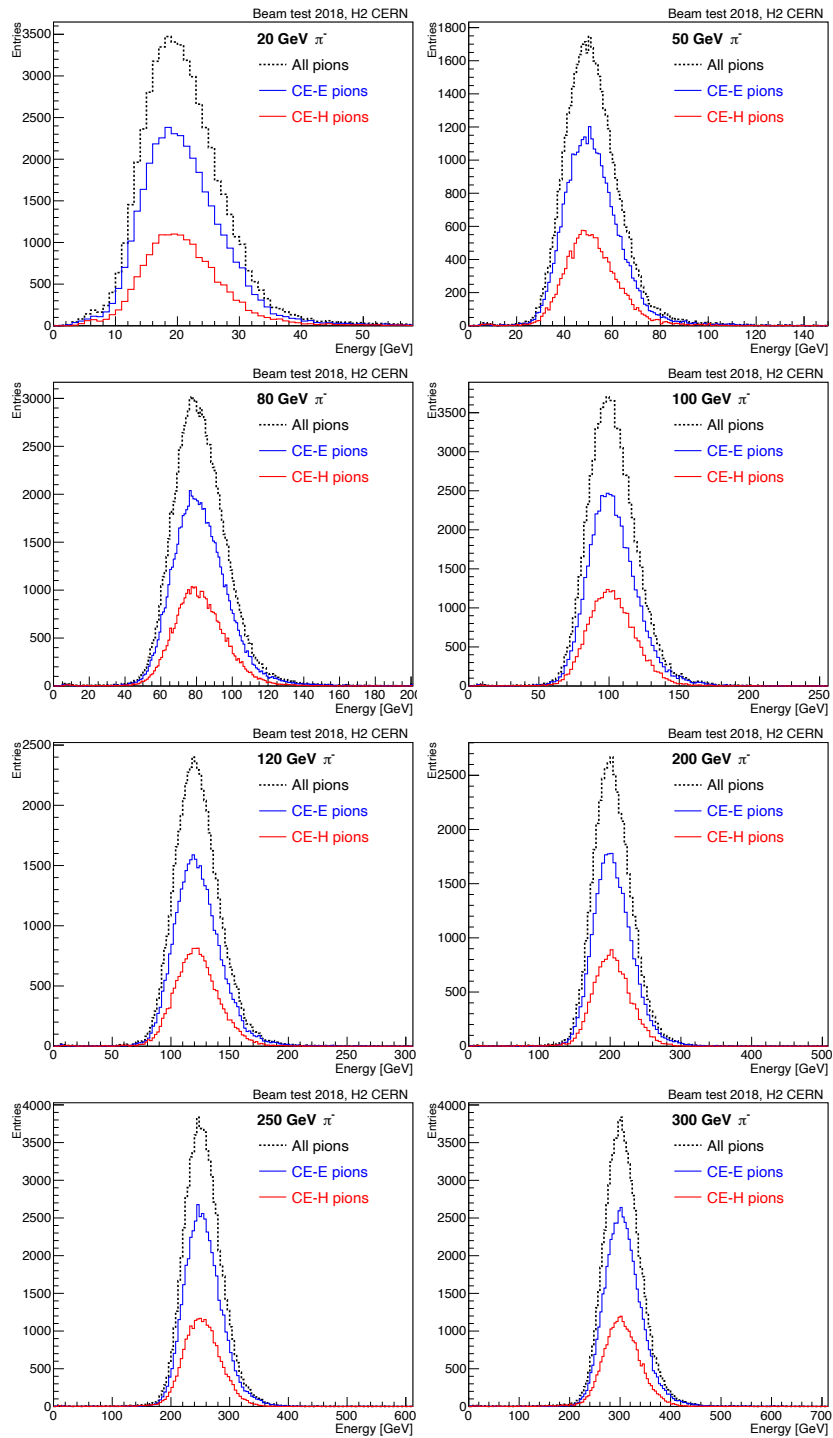 Beam test 2018, H2 CERN
Entries
3500
3000
2500
2000
1500
1000
500
0
20 GeV π-
All pions
CE-E pions
CE-H pions
0 10 20 30 40 50
Energy [GeV]
Beam test 2018, H2 CERN
Entries
1800
1600
1400
1200
1000
800
600
400
200
0
50 GeV π-
All pions
CE-E pions
CE-H pions
0 20 40 60 80 100 120 140
Energy [GeV]
Beam test 2018, H2 CERN
Entries
3000
2500
2000
1500
1000
500
0
80 GeV π-
All pions
CE-E pions
CE-H pions
0 20 40 60 80 100 120 140 160 180 200
Energy [GeV]
Beam test 2018, H2 CERN
Entries
3500
3000
2500
2000
1500
1000
500
0
100 GeV π-
All pions
CE-E pions
CE-H pions
0 50 100 150 200 250
Energy [GeV]
Beam test 2018, H2 CERN
Entries
2500
2000
1500
1000
500
0
120 GeV π-
All pions
CE-E pions
CE-H pions
0 50 100 150 200 250 300
Energy [GeV]
Beam test 2018, H2 CERN
Entries
2500
2000
1500
1000
500
0
200 GeV π-
All pions
CE-E pions
CE-H pions
0 100 200 300 400 500
Energy [GeV]
Beam test 2018, H2 CERN
Entries
4000
3500
3000
2500
2000
1500
1000
500
0
250 GeV π-
All pions
CE-E pions
CE-H pions
0 100 200 300 400 500 600
Energy [GeV]
Beam test 2018, H2 CERN
Entries
4000
3500
3000
2500
2000
1500
1000
500
0
300 GeV π-
All pions
CE-E pions
CE-H pions
0 100 200 300 400 500 600 700
Energy [GeV]